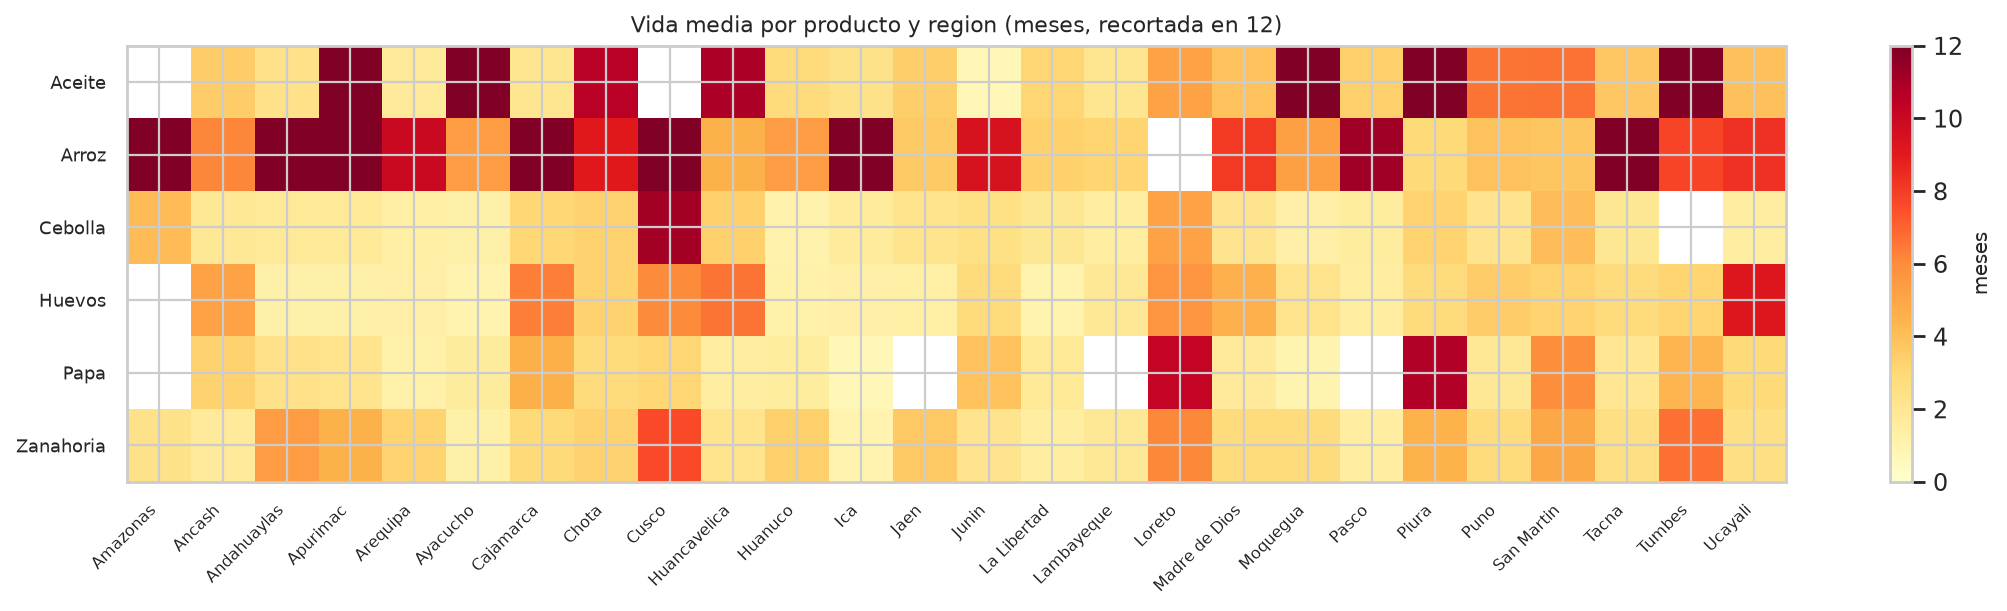 Vida media por producto y region (meses, recortada en 12)
Aceite
Arroz
Cebolla
Huevos
Papa
Zanahoria
Amazonas
Ancash
Andahuaylas
Apurimac
Arequipa
Ayacucho
Cajamarca
Chota
Cusco
Huancavelica
Huanuco
Ica
Jaen
Junin
La Libertad
Lambayeque
Loreto
Madre de Dios
Moquegua
Pasco
Piura
Puno
San Martin
Tacna
Tumbes
Ucayali
12
10
8
6
4
2
0
meses